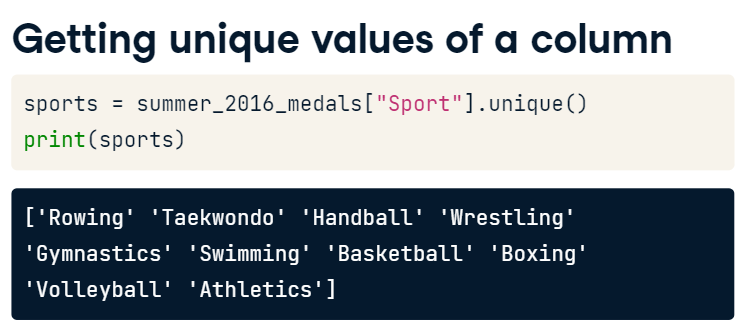 Getting unique values of a column
sports = summer_2016_medals["Sport"].unique()
print(sports)
['Rowing' 'Taekwondo' 'Handball' 'Wrestling'
'Gymnastics' 'Swimming' 'Basketball' 'Boxing'
'Volleyball' 'Athletics']